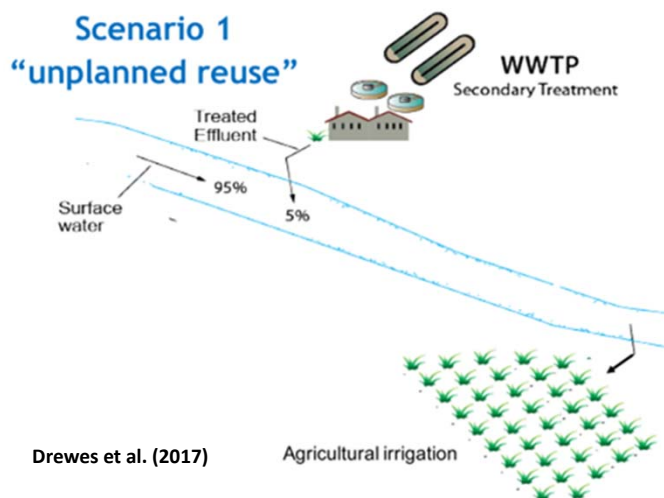 Scenario 1
“unplanned reuse”
WWTP
Secondary Treatment
Treated
Effluent
95%
5%
Surface
water
Drewes et al. (2017)
Agricultural irrigation